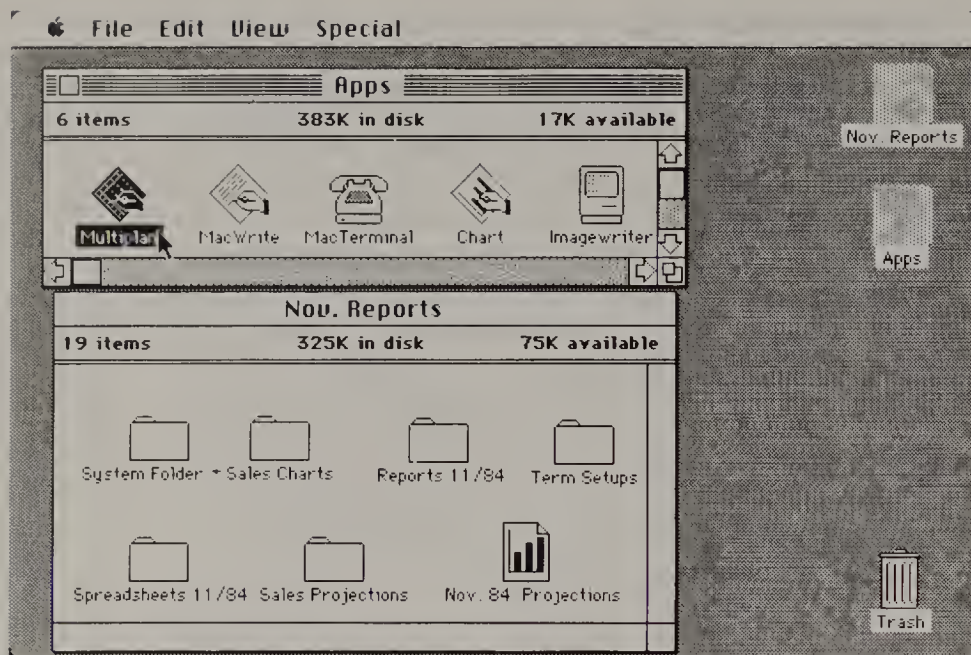 File Edit View Special
Apps
6 items 383K in disk 17K available
Multiplan MacWrite MacTerminal Chart Imagewriter
Nov. Reports
Apps
Nov. Reports
19 items 325K in disk 75K available
System Folder * Sales Charts Reports 11/84 Term Setups
Spreadsheets 11/84 Sales Projections Nov. 84 Projections
Trash